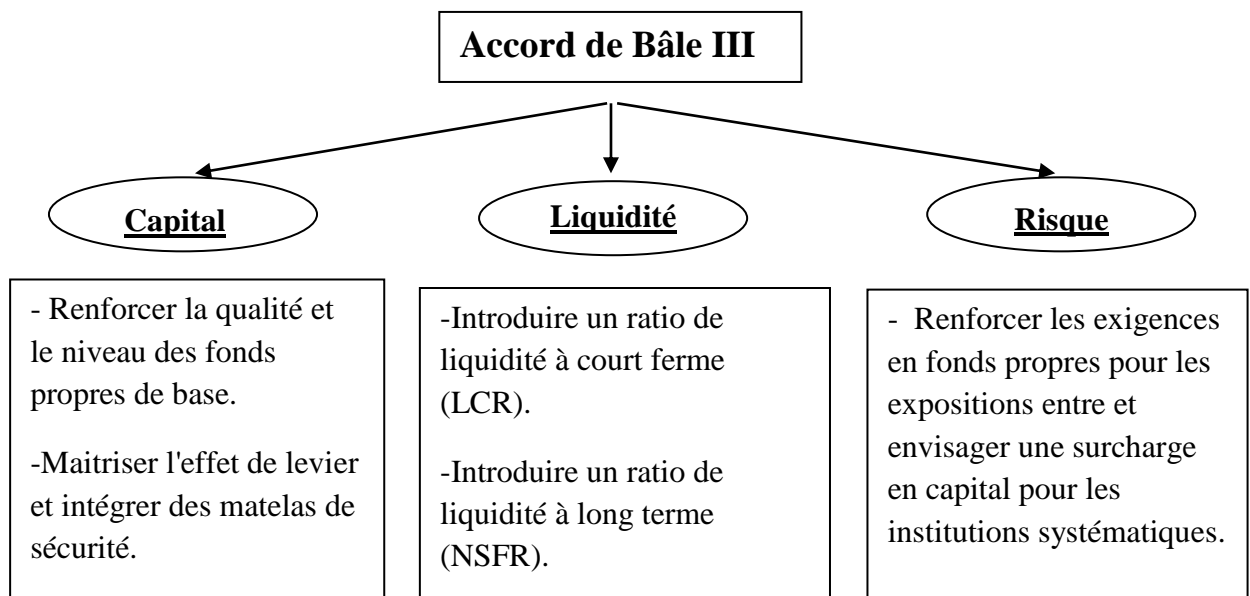 Accord de Bâle III
Capital
Liquidité
Risque
- Renforcer la qualité et
le niveau des fonds
propres de base.
-Maitriser l'effet de levier
et intégrer des matelas de
sécurité.
-Introduire un ratio de
liquidité à court ferme
(LCR).
-Introduire un ratio de
liquidité à long terme
(NSFR).
- Renforcer les exigences
en fonds propres pour les
expositions entre et
envisager une surcharge
en capital pour les
institutions systématiques.